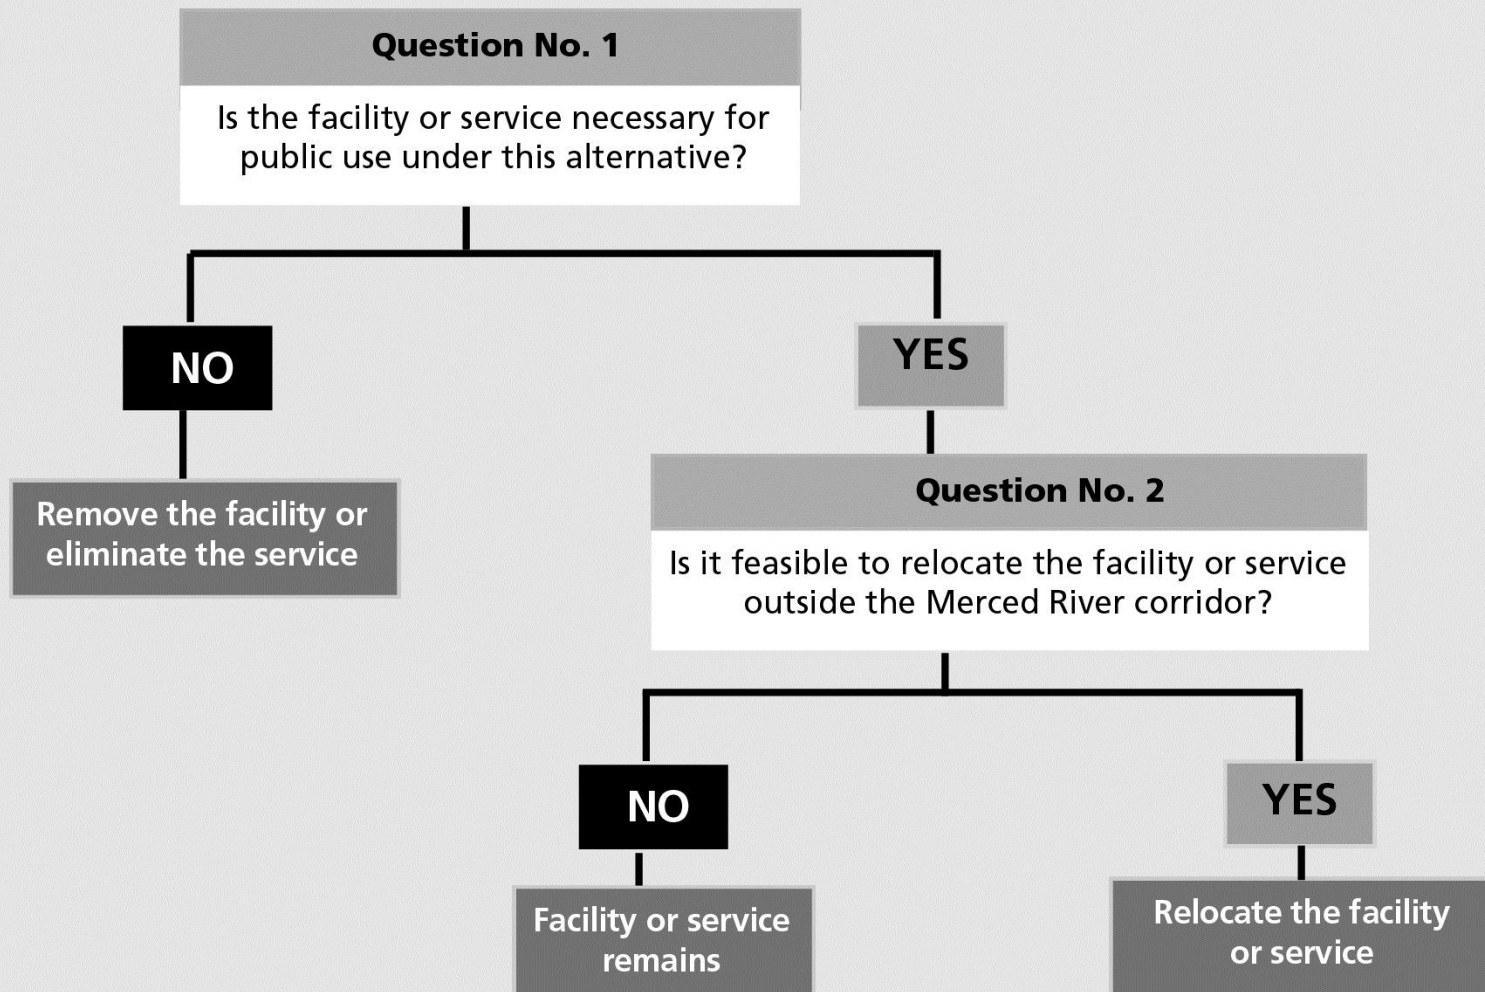 Question No. 1
Is the facility or service necessary for
public use under this alternative?
NO
YES
Remove the facility or
eliminate the service
Question No. 2
Is it feasible to relocate the facility or service
outside the Merced River corridor?
NO
YES
Facility or service
remains
Relocate the facility
or service